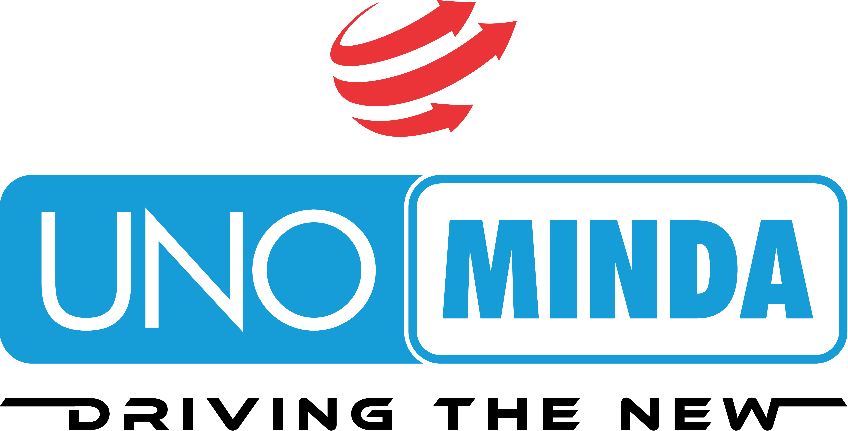 UNO MINDA
DRIVING THE NEW